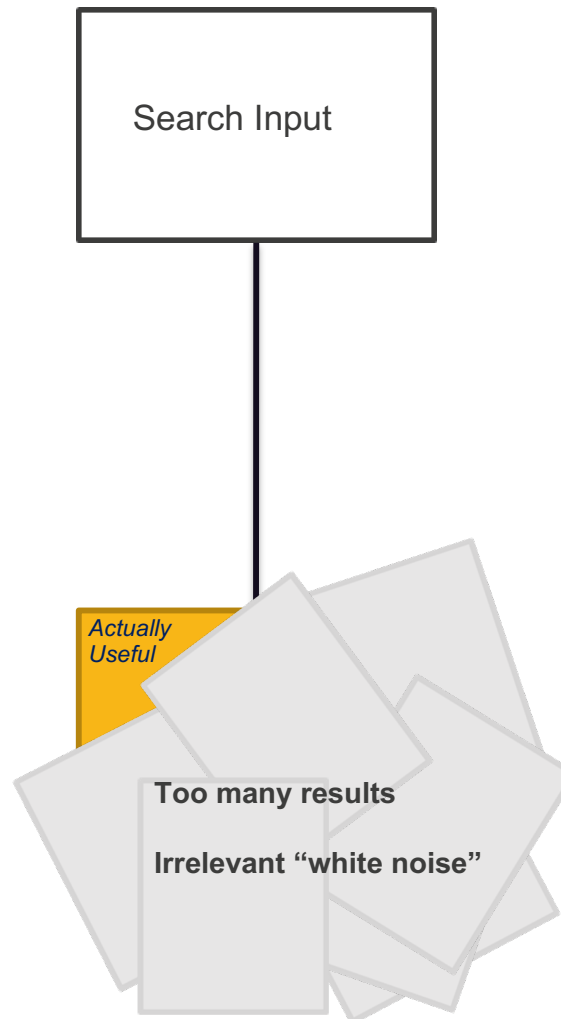 Search Input
Actually
Useful
Too many results
Irrelevant “white noise”